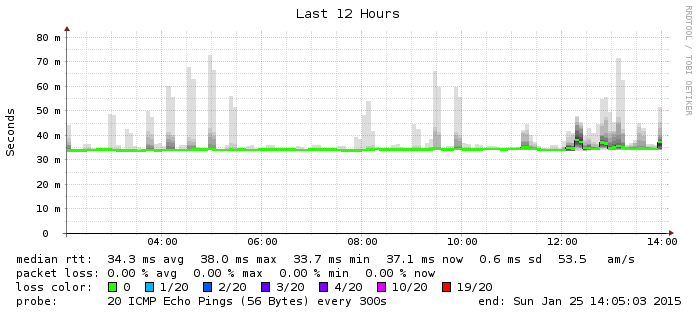 Last 12 Hours
RRDTOOL / TOBI OETIKER
Seconds
80 m
70 m
60 m
50 m
40 m
30 m
20 m
10 m
0
04:00 06:00 08:00 10:00 12:00 14:00
median rtt: 34.3 ms avg 38.0 ms max 33.7 ms min 37.1 ms now 0.6 ms sd 53.5 am/s
packet loss: 0.00 % avg 0.00 % max 0.00 % min 0.00 % now
loss color: 0 1/20 2/20 3/20 4/20 10/20 19/20
probe: 20 ICMP Echo Pings (56 Bytes) every 300s end: Sun Jan 25 14:05:03 2015